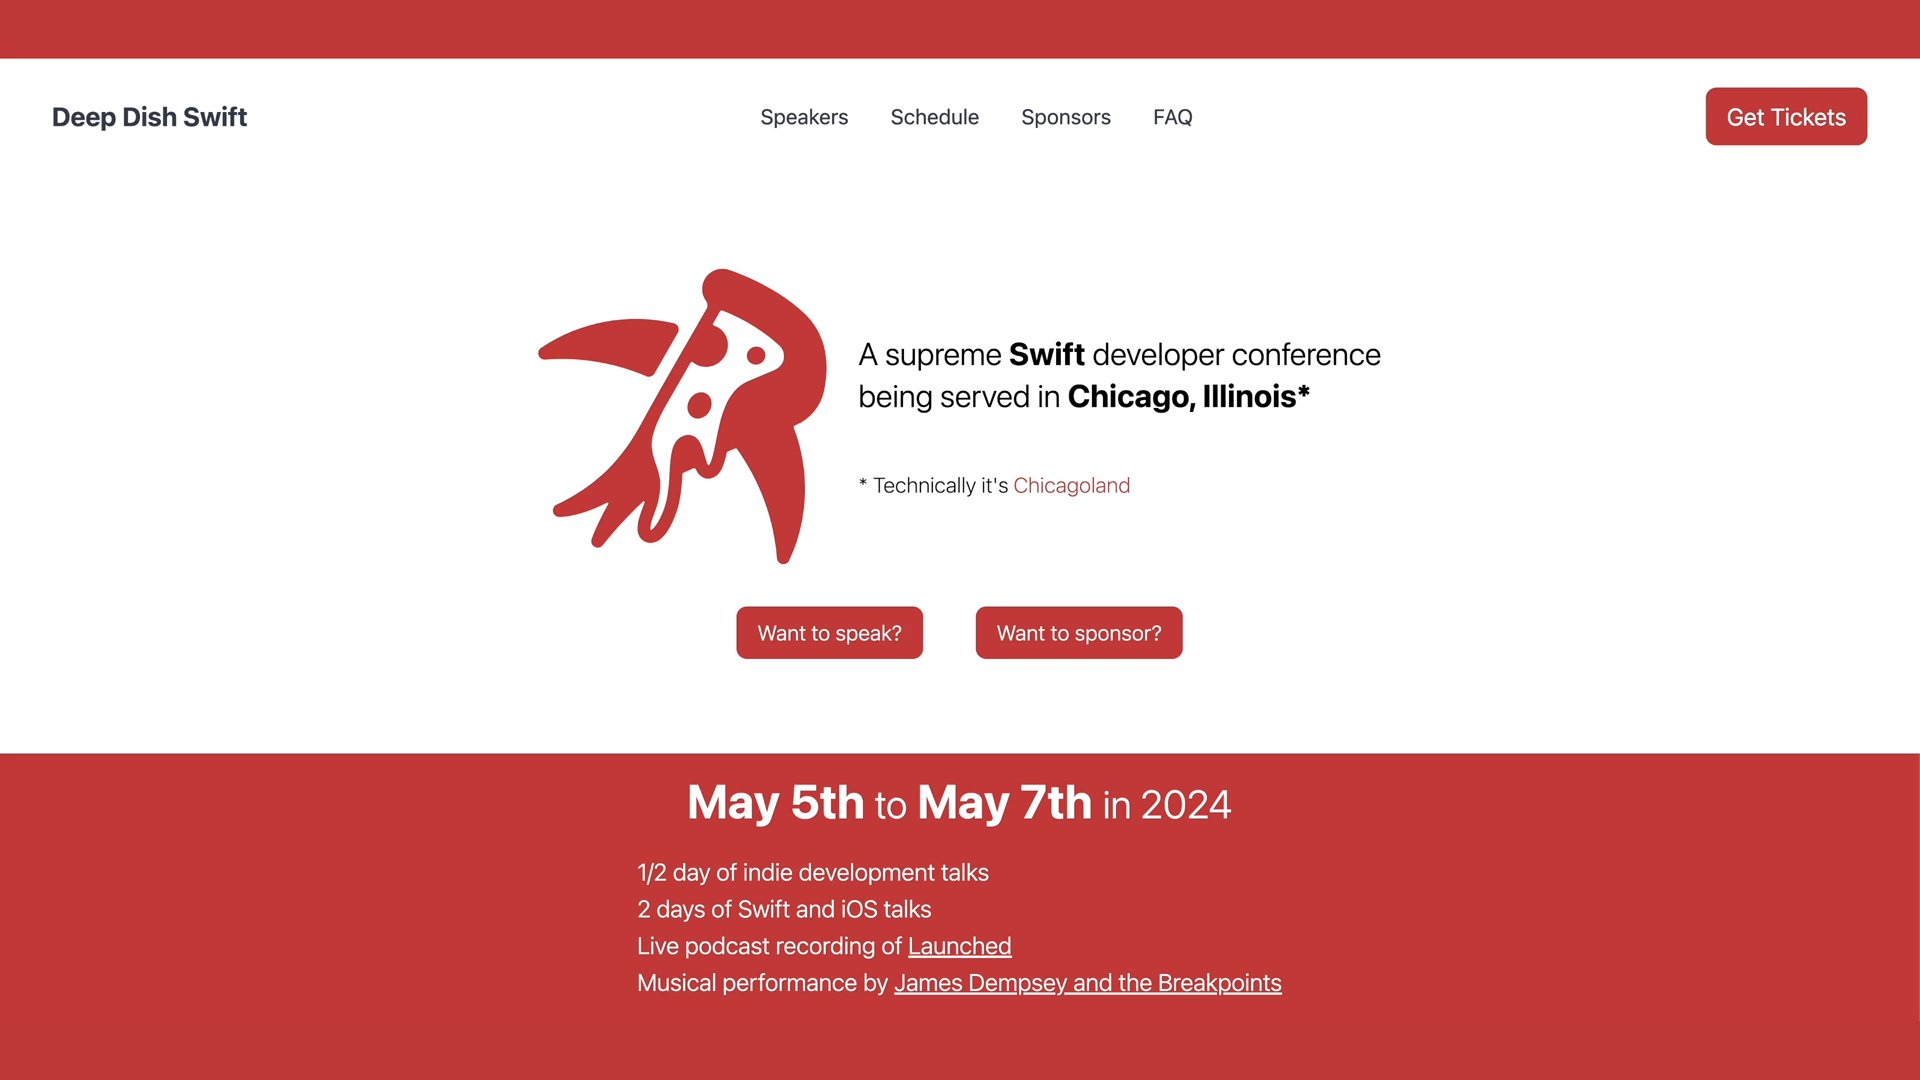 Deep Dish Swift
Speakers
Schedule
Sponsors
FAQ
Get Tickets
A supreme Swift developer conference
being served in Chicago, Illinois*
* Technically it's Chicagoland
Want to speak?
Want to sponsor?
May 5th to May 7th in 2024
1/2 day of indie development talks
2 days of Swift and iOS talks
Live podcast recording of Launched
Musical performance by James Dempsey and the Breakpoints